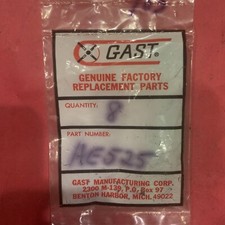 GAST
GENUINE FACTORY
REPLACEMENT PARTS
QUANTITY:
8
PART NUMBER:
AE525
GAST MANUFACTURING CORP.
2300 M-139, P.O. Box 97
BENTON HARBOR, MICH. 49022